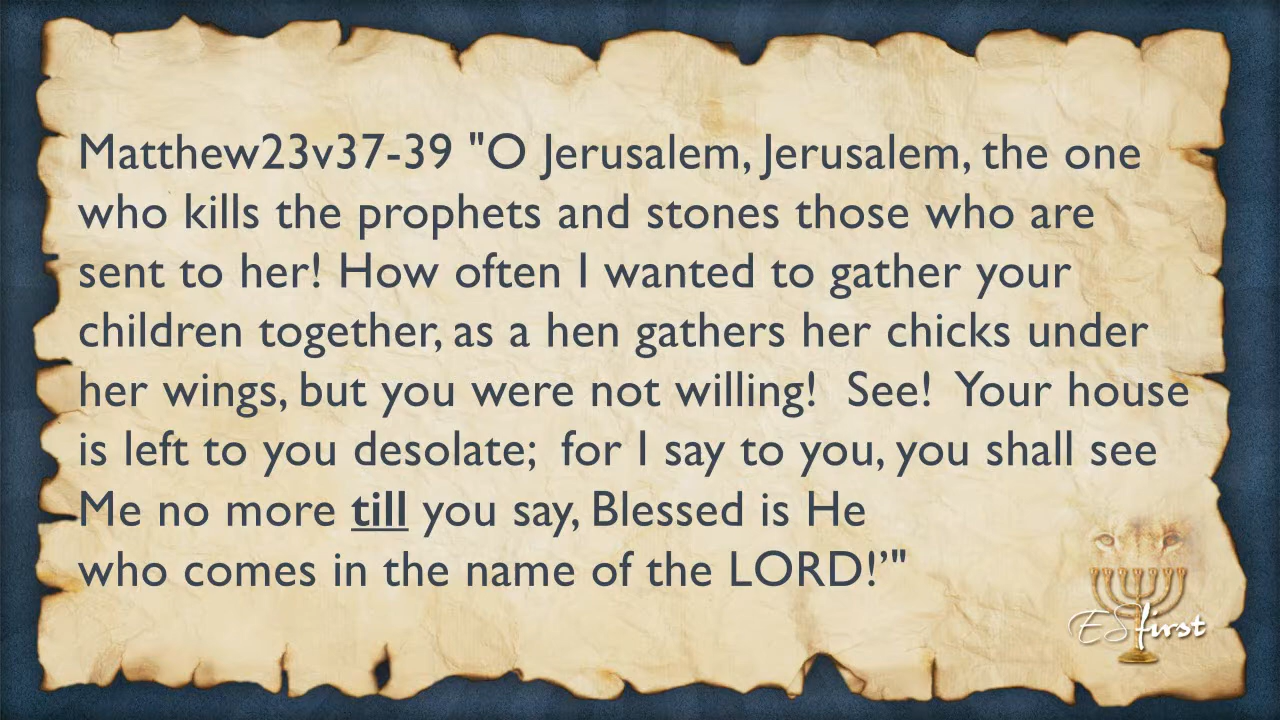 Matthew23v37-39 "O Jerusalem, Jerusalem, the one
who kills the prophets and stones those who are
sent to her! How often I wanted to gather your
children together, as a hen gathers her chicks under
her wings, but you were not willing!  See!  Your house
is left to you desolate;  for I say to you, you shall see
Me no more till you say, Blessed is He
who comes in the name of the LORD!’"
ESfirst